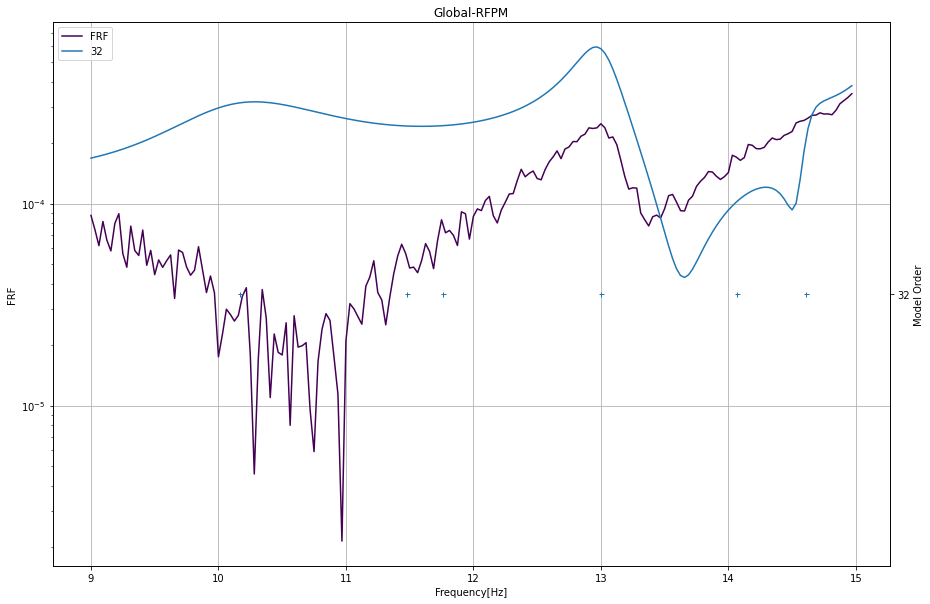 Global-RFPM
FRF
32
10⁻⁴
10⁻⁵
FRF
32
Model Order
9
10
11
12
13
14
15
Frequency[Hz]